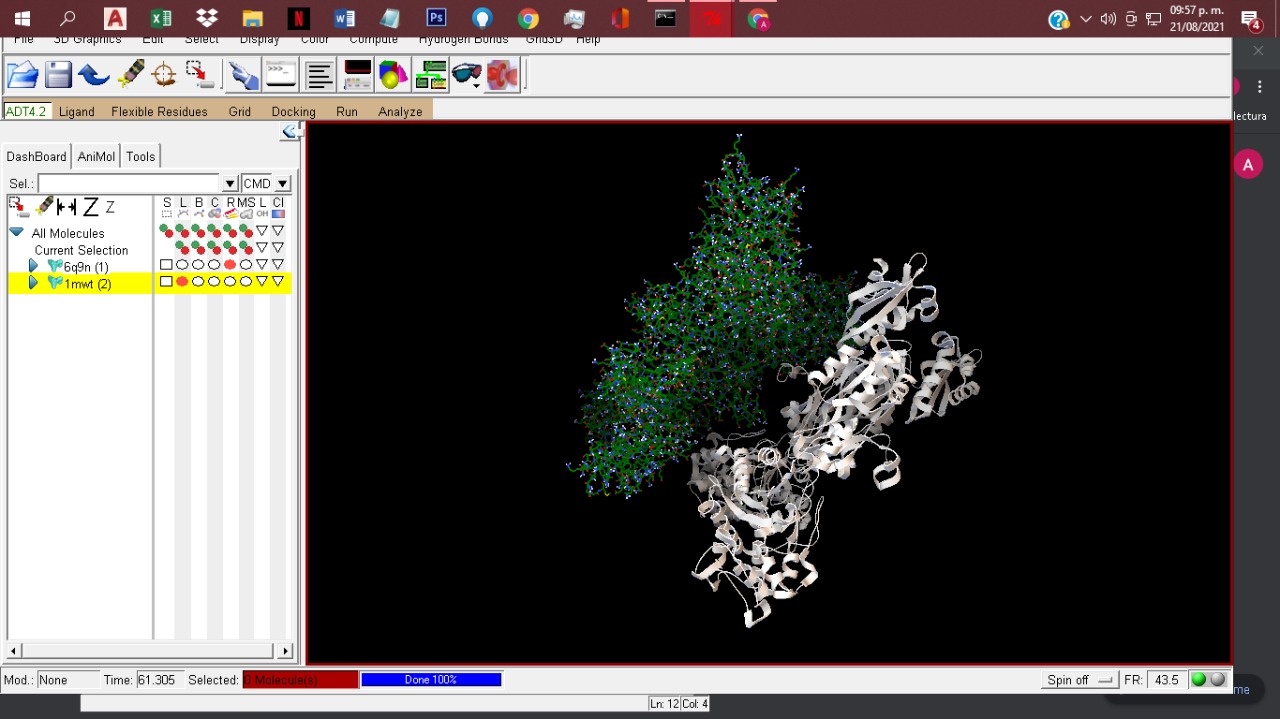 09:57 p. m.
21/08/2021
4
File 3D Graphics Edit Select Display Color Compute Hydrogen Bonds Grid3D Help
ADT4.2 Ligand Flexible Residues Grid Docking Run Analyze
lectura
A
DashBoard AniMol Tools
Sel.: CMD
S L B C R MS L Cl
All Molecules
Current Selection
6q9n (1)
1mwt (2)
Mod.: None Time: 61.305 Selected: 0 Molecule(s) Done 100% Spin off FR: 43.5
me
Ln: 12 Col: 4